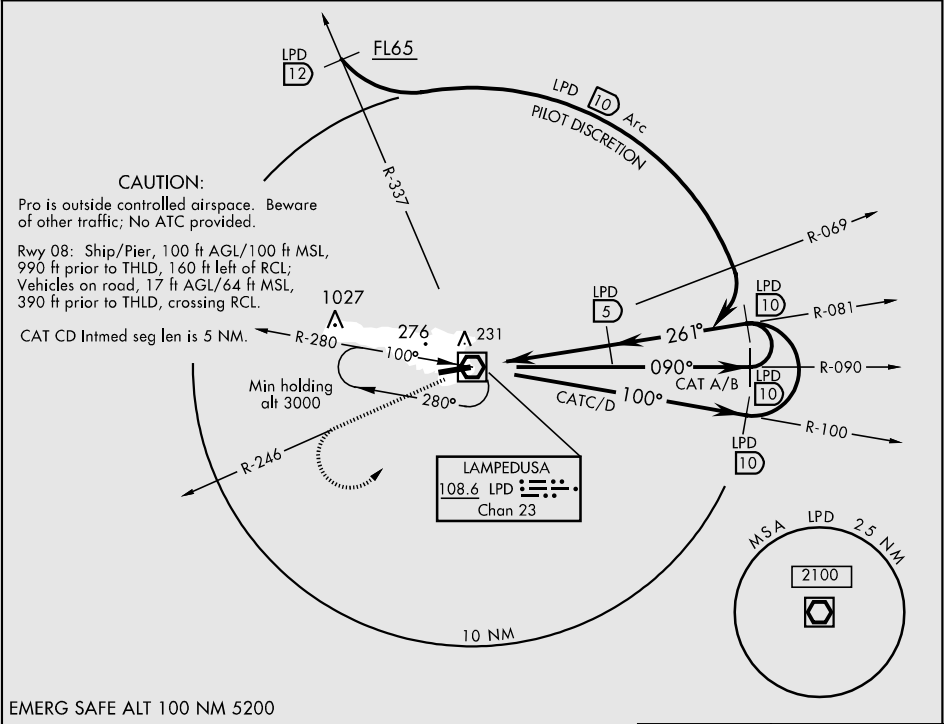 LPD
12
FL65
LPD 10 Arc
PILOT DISCRETION
R-337
CAUTION:
Pro is outside controlled airspace. Beware
of other traffic; No ATC provided.
Rwy 08: Ship/Pier, 100 ft AGL/100 ft MSL,
990 ft prior to THLD, 160 ft left of RCL;
Vehicles on road, 17 ft AGL/64 ft MSL,
390 ft prior to THLD, crossing RCL.
CAT CD Intmed seg len is 5 NM.
R-069
LPD
5
LPD
10
R-081
1027
276
231
R-280
100°
261°
090°
CAT A/B
R-090
LPD
10
Min holding
alt 3000
280°
CATC/D
100°
R-100
LPD
10
R-246
LAMPEDUSA
108.6 LPD
Chan 23
MSA LPD 25 NM
2100
10 NM
EMERG SAFE ALT 100 NM 5200